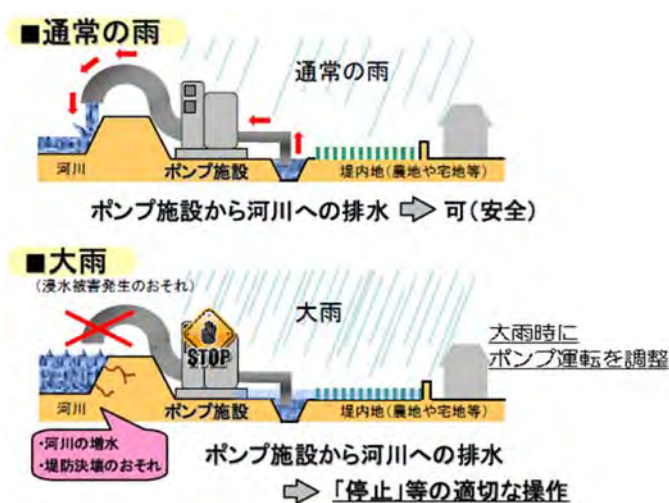 ■通常の雨
通常の雨
河川
ポンプ施設
堤内地(農地や宅地等)
ポンプ施設から河川への排水 ⇨ 可(安全)
■大雨
(浸水被害発生のおそれ)
大雨
STOP
大雨時に
ポンプ運転を調整
河川
ポンプ施設
堤内地(農地や宅地等)
・河川の増水
・堤防決壊のおそれ
ポンプ施設から河川への排水
⇨ 「停止」等の適切な操作